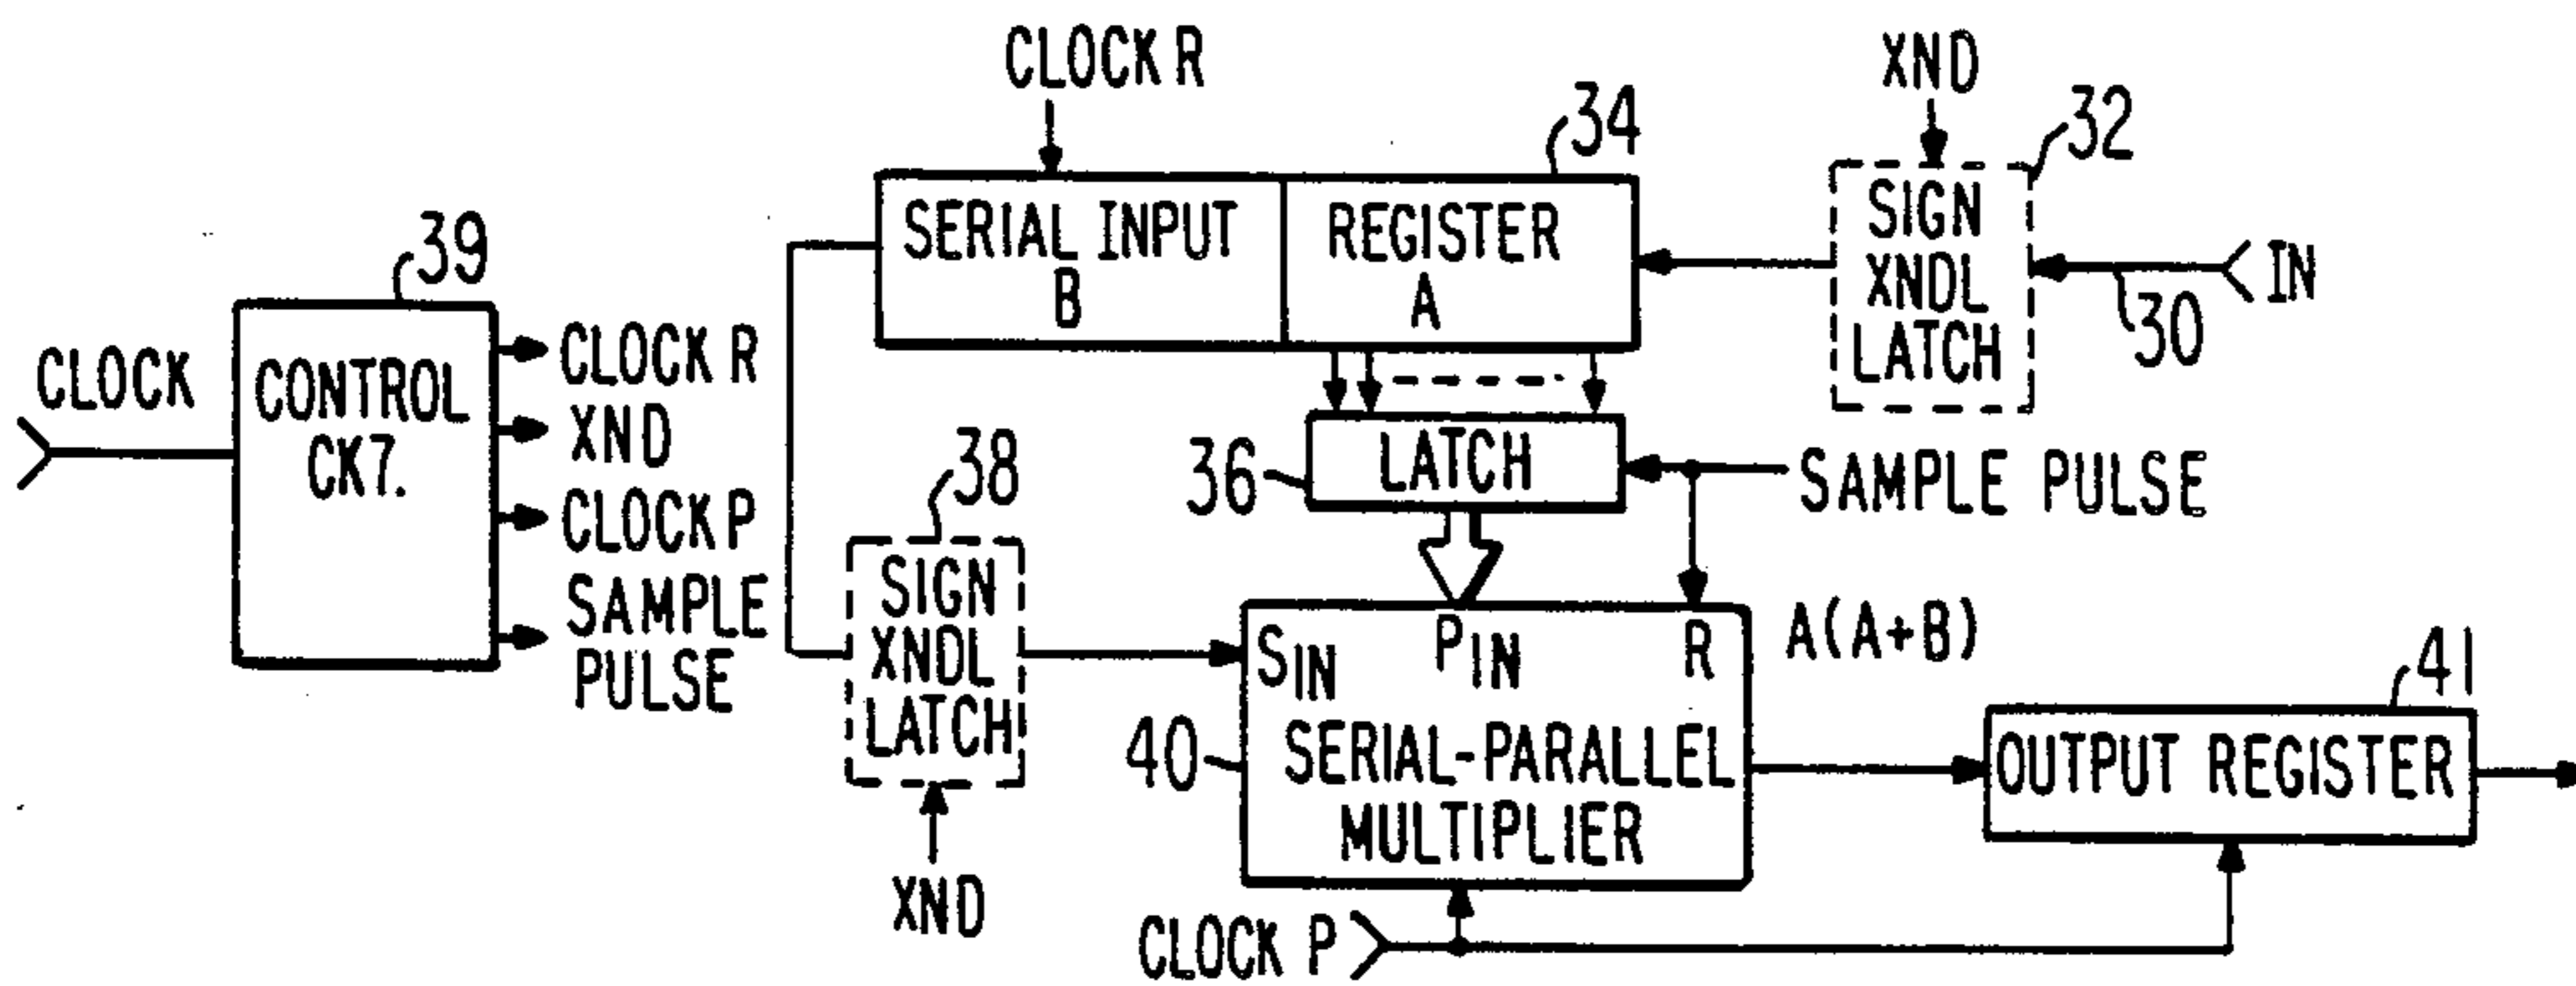 CLOCK
39
CONTROL
CK7.
CLOCK R
XND
CLOCK P
SAMPLE
PULSE
CLOCK R
34
SERIAL INPUT
B
REGISTER
A
XND
32
SIGN
XNDL
LATCH
30
IN
36
LATCH
SAMPLE PULSE
38
SIGN
XNDL
LATCH
XND
40
SIN
PIN
R
SERIAL-PARALLEL
MULTIPLIER
A(A+B)
41
OUTPUT REGISTER
CLOCK P